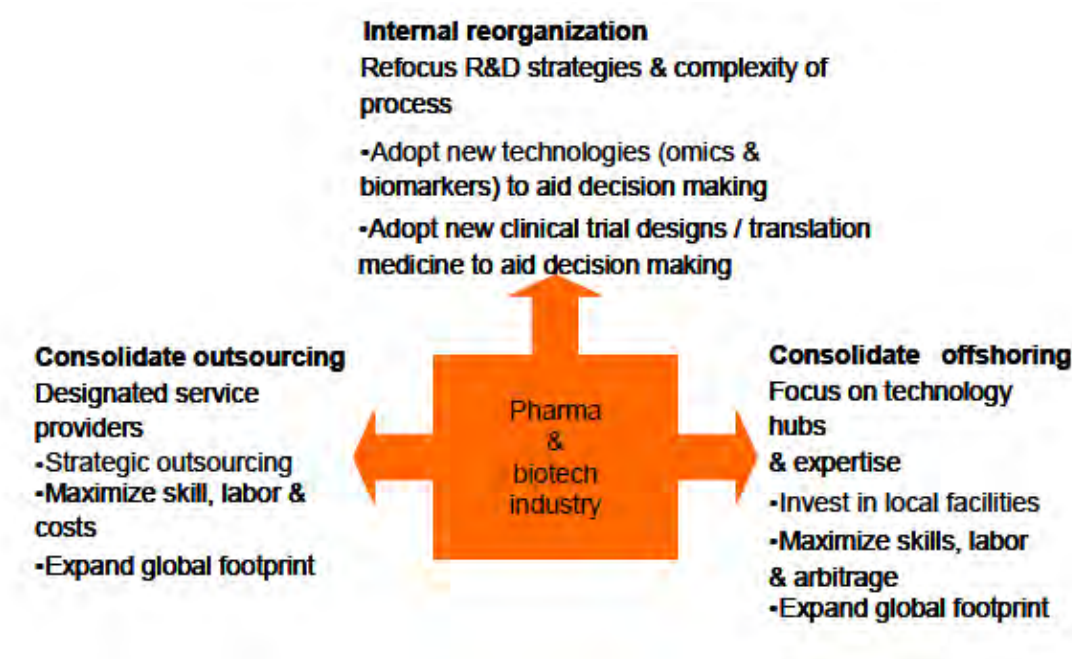 Internal reorganization
Refocus R&D strategies & complexity of
process
•Adopt new technologies (omics &
biomarkers) to aid decision making
•Adopt new clinical trial designs / translation
medicine to aid decision making
Consolidate outsourcing
Designated service
providers
•Strategic outsourcing
•Maximize skill, labor &
costs
•Expand global footprint
Pharma
&
biotech
industry
Consolidate offshoring
Focus on technology
hubs
& expertise
•Invest in local facilities
•Maximize skills, labor
& arbitrage
•Expand global footprint